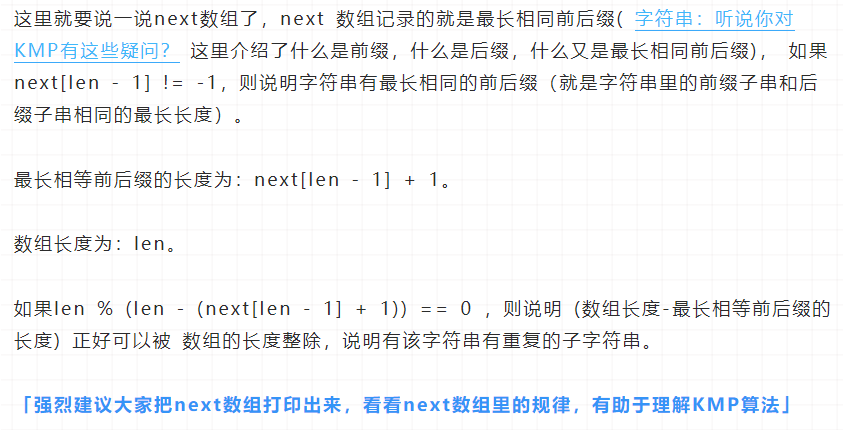 这里就要说一说next数组了，next 数组记录的就是最长相同前后缀( 字符串：听说你对
KMP有这些疑问？ 这里介绍了什么是前缀，什么是后缀，什么又是最长相同前后缀)， 如果
next[len - 1] != -1，则说明字符串有最长相同的前后缀（就是字符串里的前缀子串和后
缀子串相同的最长长度）。
最长相等前后缀的长度为：next[len - 1] + 1。
数组长度为：len。
如果len % (len - (next[len - 1] + 1)) == 0 ，则说明 (数组长度-最长相等前后缀的
长度) 正好可以被 数组的长度整除，说明有该字符串有重复的子字符串。
「强烈建议大家把next数组打印出来，看看next数组里的规律，有助于理解KMP算法」